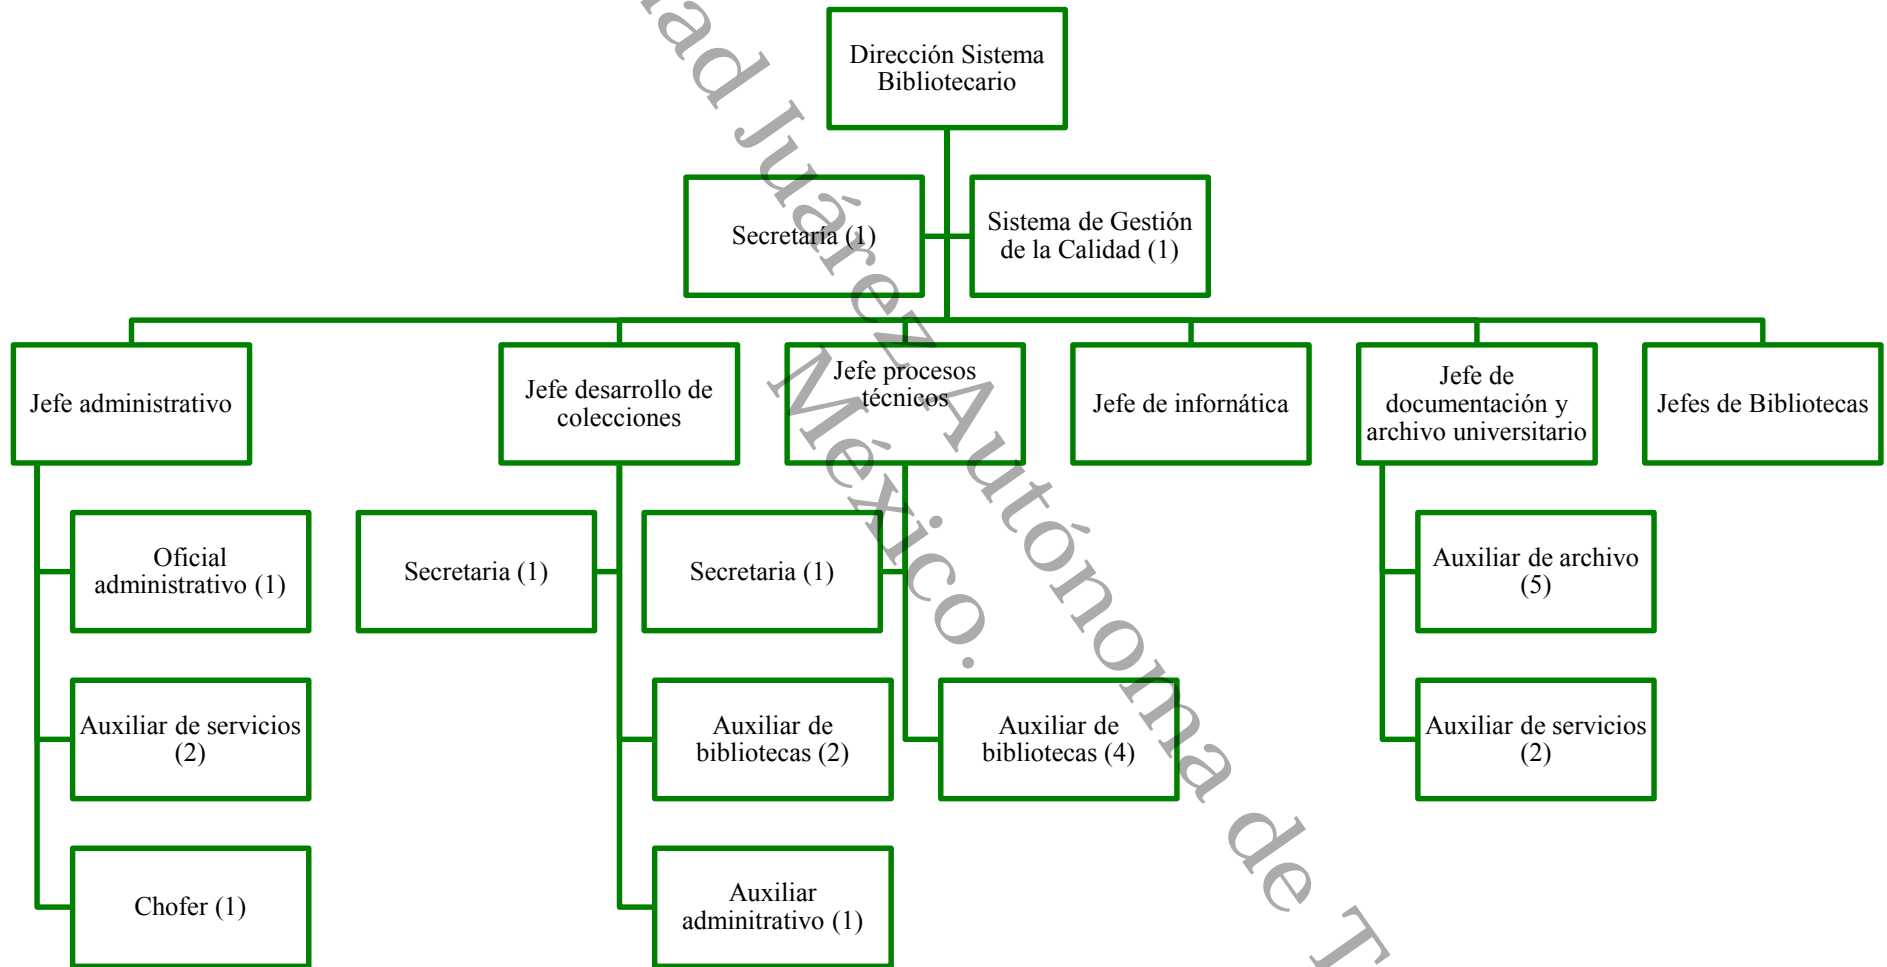 Dirección Sistema
Bibliotecario
Secretaría (1)
Sistema de Gestión
de la Calidad (1)
Jefe administrativo
Jefe desarrollo de
colecciones
Jefe procesos
técnicos
Jefe de infornática
Jefe de
documentación y
archivo universitario
Jefes de Bibliotecas
Oficial
administrativo (1)
Secretaria (1)
Secretaria (1)
Auxiliar de archivo
(5)
Auxiliar de servicios
(2)
Auxiliar de
bibliotecas (2)
Auxiliar de
bibliotecas (4)
Auxiliar de servicios
(2)
Chofer (1)
Auxiliar
adminitrativo (1)
dad Juárez Autónoma de T
México.